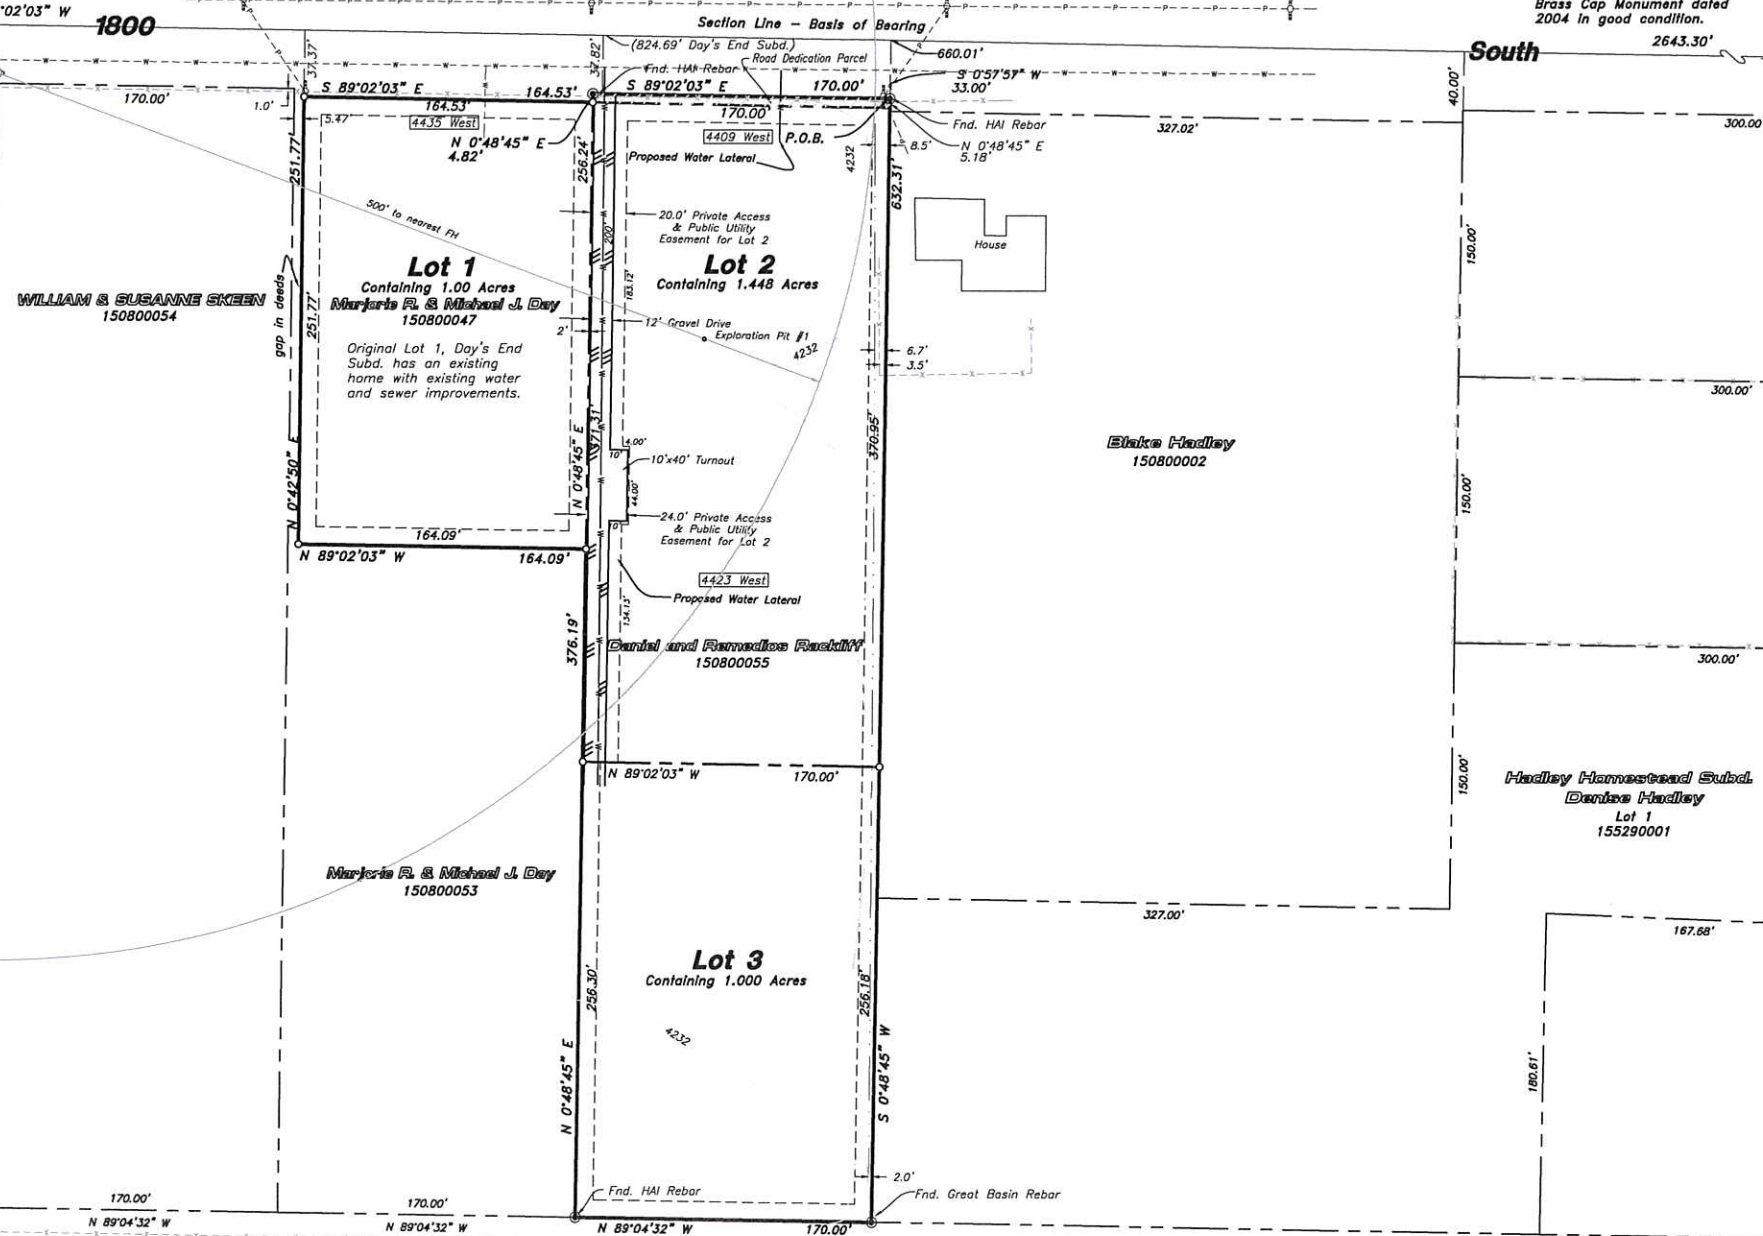 °02'03" W
1800
Section Line - Basis of Bearing
Brass Cap Monument dated
2004 in good condition.
2643.30'
South
37.37'
37.82'
(824.69' Day's End Subd.)
Road Dedication Parcel
660.01'
Fnd. HAI Rebar
S 0°57'57" W
33.00'
40.00'
170.00'
1.0'
S 89°02'03" E
164.53'
164.53'
S 89°02'03" E
170.00'
170.00'
5.47'
4435 West
N 0°48'45" E
4.82'
4409 West
P.O.B.
Fnd. HAI Rebar
N 0°48'45" E
5.18'
8.5'
4232
327.02'
300.00'
Proposed Water Lateral
251.77'
256.24'
632.31'
500' to nearest FH
20.0' Private Access
& Public Utility
Easement for Lot 2
200'
House
150.00'
Lot 1
Containing 1.00 Acres
Marjorie R. & Michael J. Day
150800047
Lot 2
Containing 1.448 Acres
183.12'
WILLIAM & SUSANNE SKEEN
150800054
gap in deeds
251.77'
2'
12' Gravel Drive
Exploration Pit #1
4232
6.7'
3.5'
Original Lot 1, Day's End
Subd. has an existing
home with existing water
and sewer improvements.
300.00'
371.31'
370.95'
4.00'
10'
10'x40' Turnout
44.00'
Blake Hadley
150800002
N 0°42'50" E
N 0°48'45" E
150.00'
24.0' Private Access
& Public Utility
Easement for Lot 2
10'
164.09'
N 89°02'03" W
164.09'
4423 West
Proposed Water Lateral
134.13'
376.19'
Daniel and Remedios Rackliff
150800055
300.00'
N 89°02'03" W
170.00'
150.00'
Hadley Homestead Subd.
Denise Hadley
Lot 1
155290001
Marjorie R. & Michael J. Day
150800053
327.00'
167.68'
Lot 3
Containing 1.000 Acres
256.30'
256.18'
4232
N 0°48'45" E
S 0°48'45" W
180.61'
2.0'
Fnd. HAI Rebar
Fnd. Great Basin Rebar
170.00'
N 89°04'32" W
170.00'
N 89°04'32" W
N 89°04'32" W
170.00'